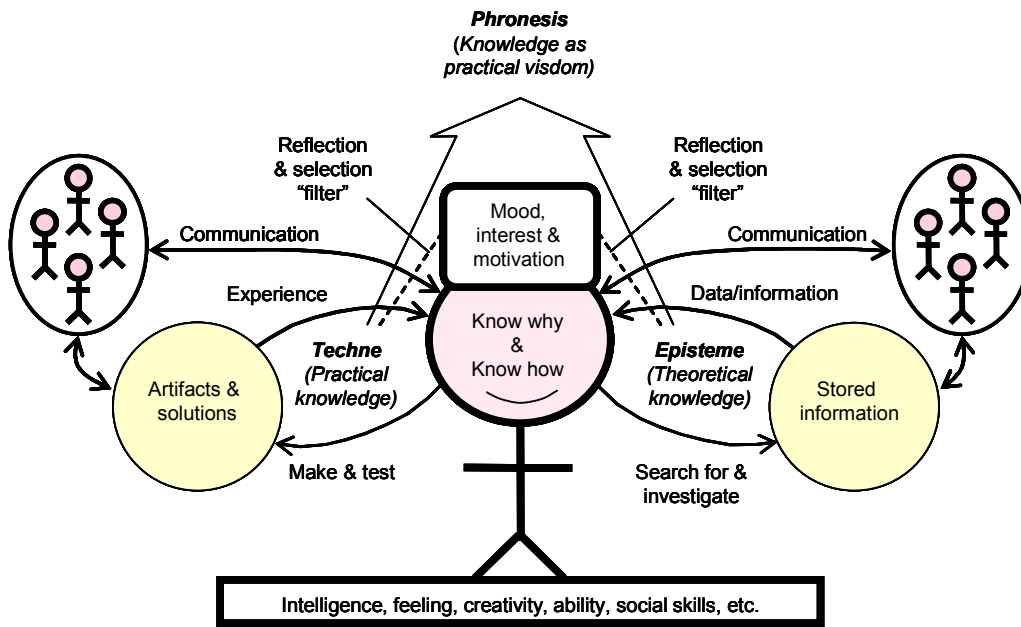 Phronesis
(Knowledge as
practical visdom)
Reflection
& selection
“filter”
Reflection
& selection
“filter”
Mood,
interest &
motivation
Communication
Communication
Experience
Data/information
Know why
&
Know how
Techne
(Practical
knowledge)
Episteme
(Theoretical
knowledge)
Artifacts &
solutions
Stored
information
Make & test
Search for &
investigate
Intelligence, feeling, creativity, ability, social skills, etc.